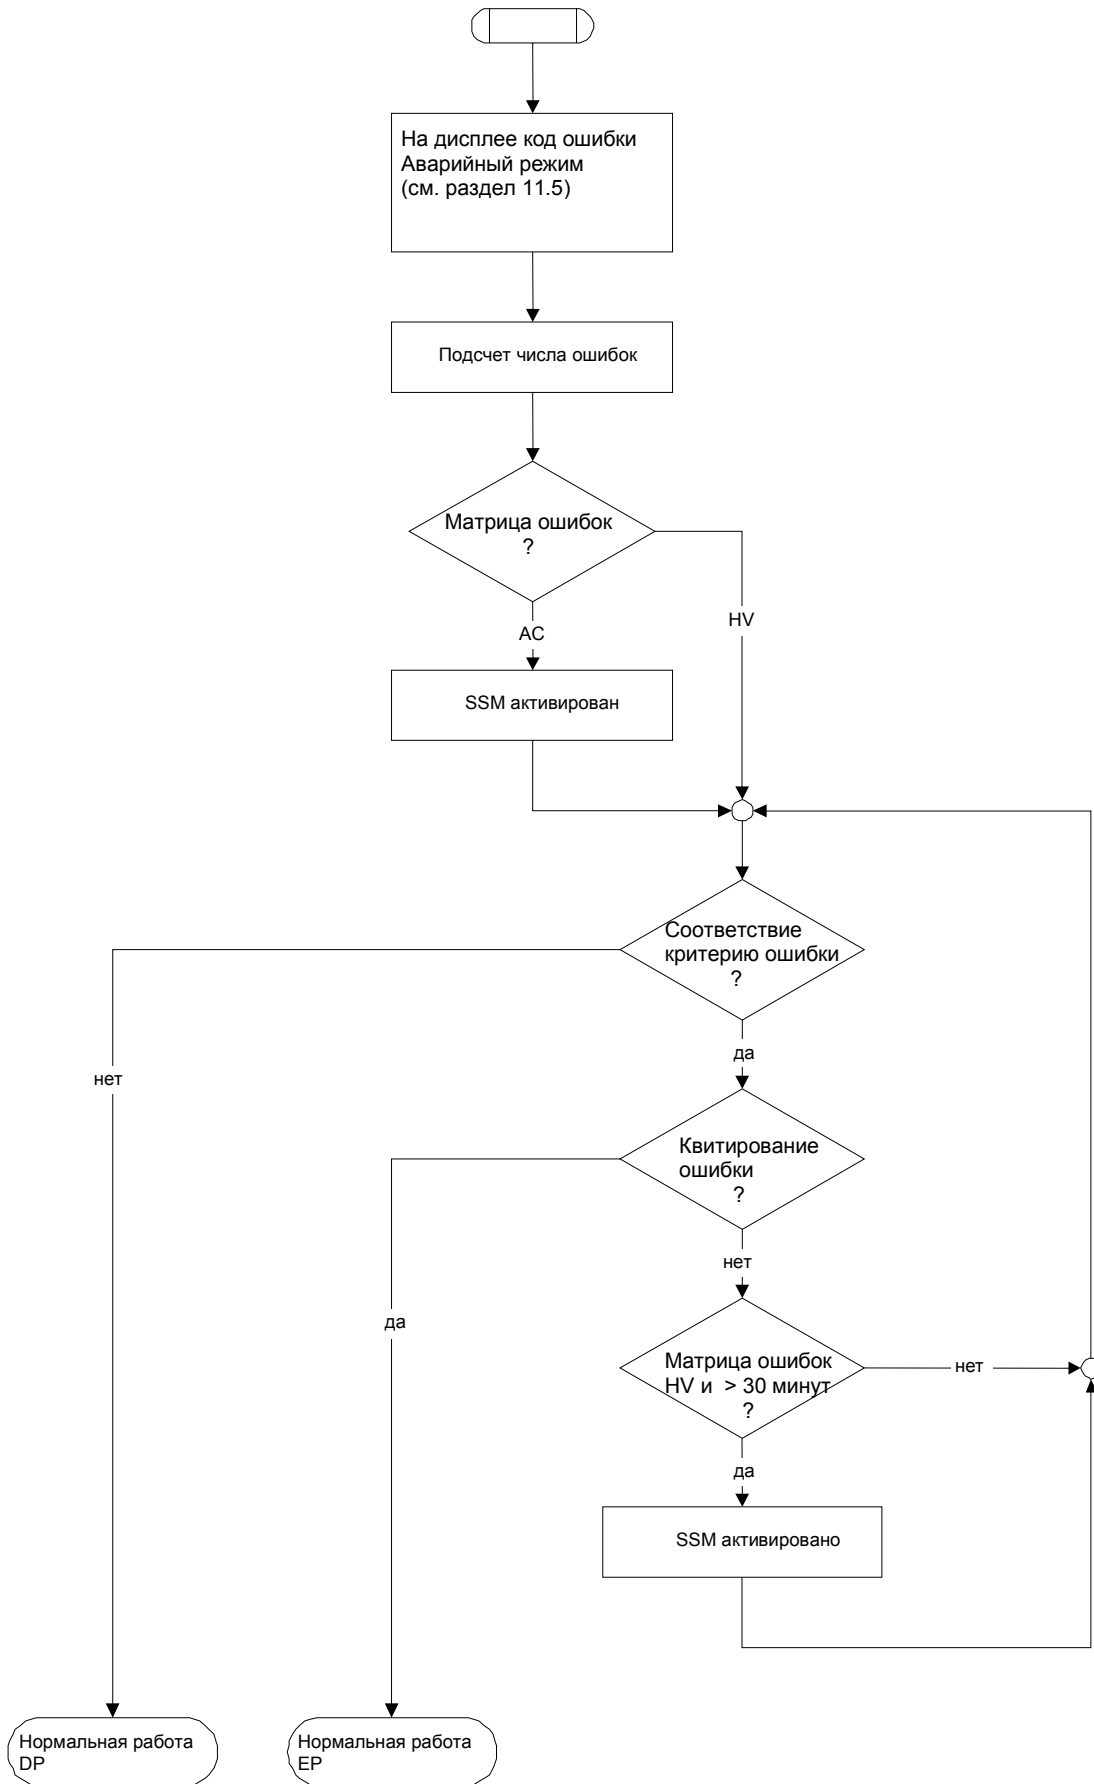 На дисплее код ошибки
Аварийный режим
(см. раздел 11.5)
Подсчет числа ошибок
Матрица ошибок
?
AC
HV
SSM активирован
Соответствие
критерию ошибки
?
нет
да
Квитирование
ошибки
?
да
нет
Матрица ошибок
HV и > 30 минут
?
нет
да
SSM активировано
Нормальная работа
DP
Нормальная работа
EP